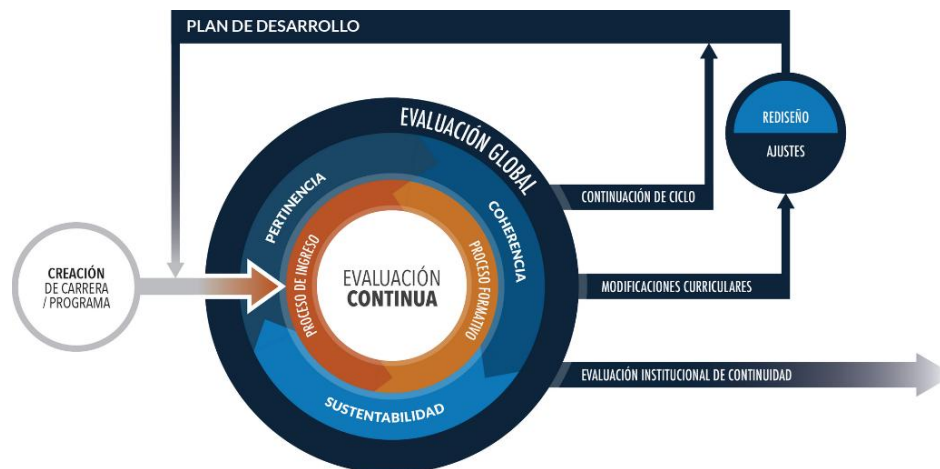 PLAN DE DESARROLLO
EVALUACIÓN GLOBAL
REDISEÑO
AJUSTES
PERTINENCIA
COHERENCIA
CONTINUACIÓN DE CICLO
CREACIÓN
DE CARRERA
/ PROGRAMA
PROCESO DE INGRESO
EVALUACIÓN
CONTINUA
PROCESO FORMATIVO
MODIFICACIONES CURRICULARES
EVALUACIÓN INSTITUCIONAL DE CONTINUIDAD
SUSTENTABILIDAD